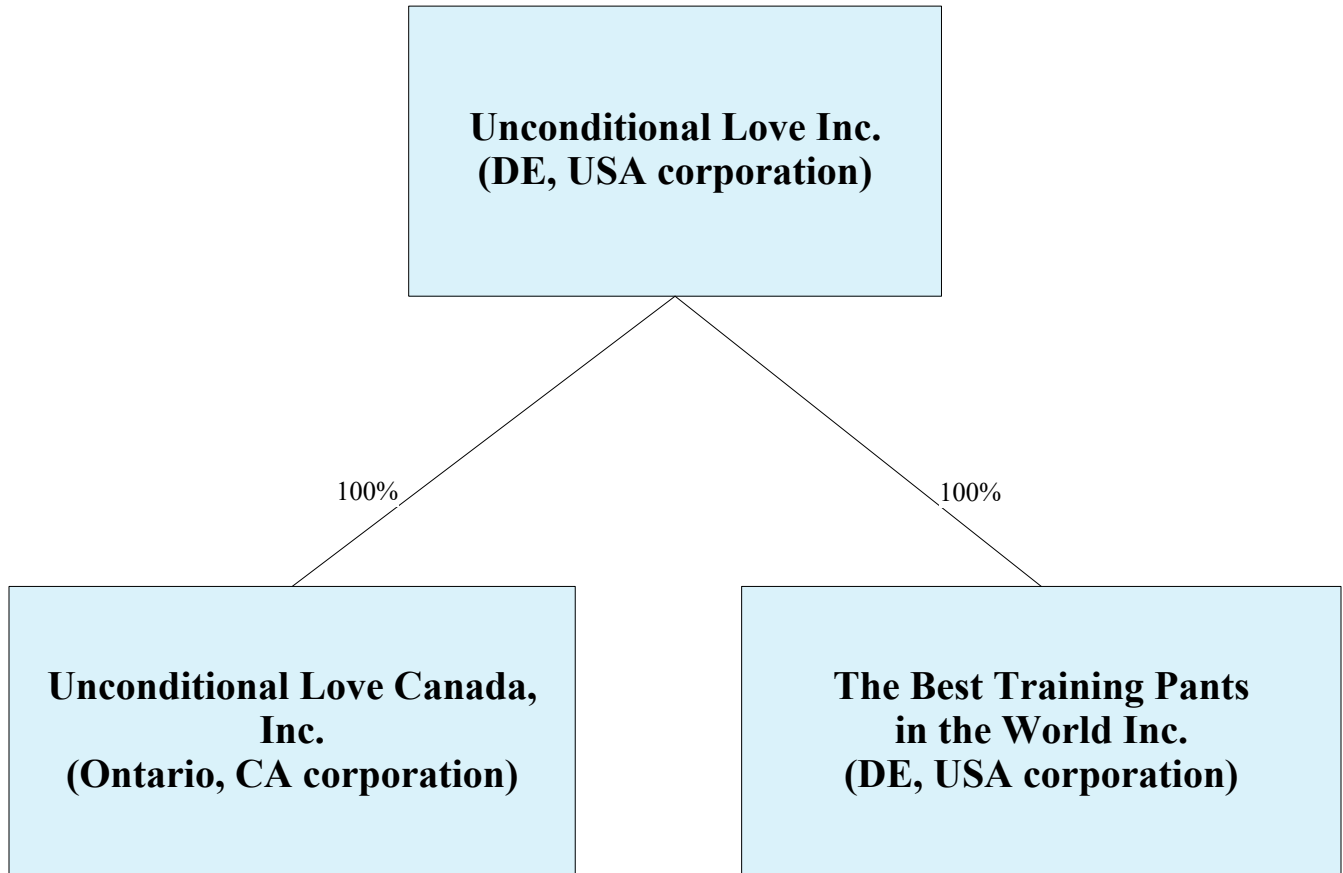 Unconditional Love Inc.
(DE, USA corporation)
100%
100%
Unconditional Love Canada,
Inc.
(Ontario, CA corporation)
The Best Training Pants
in the World Inc.
(DE, USA corporation)